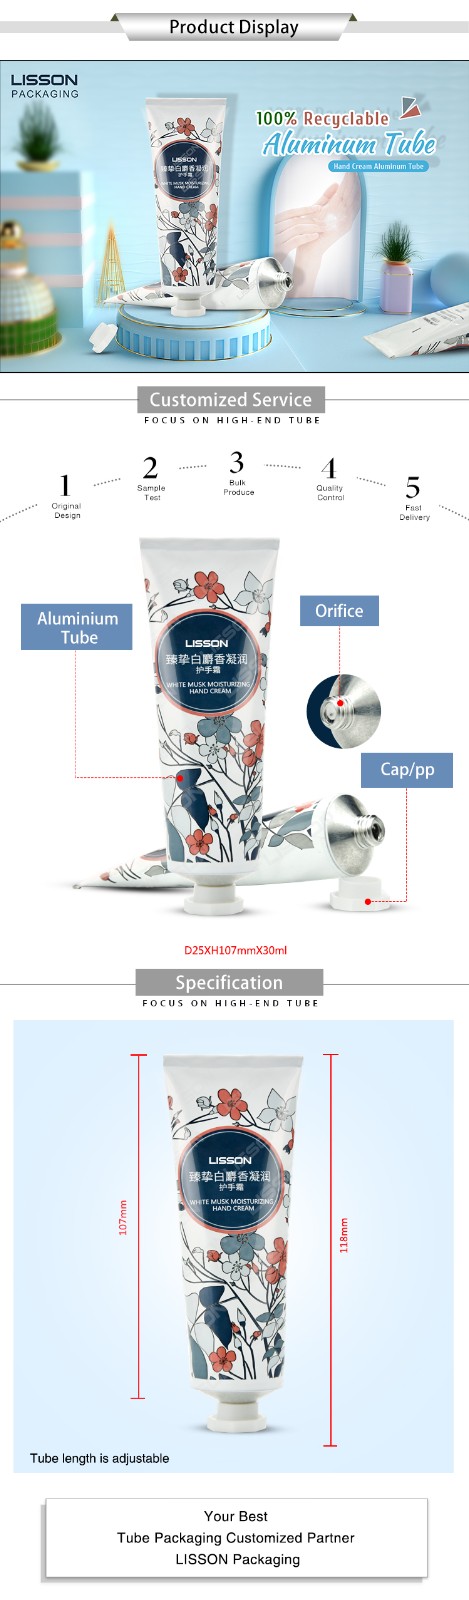 Product Display
LISSON
PACKAGING
100% Recyclable
Aluminum Tube
Hand Cream Aluminum Tube
LISSON
臻挚白麝香凝润
护手霜
WHITE MUSK MOISTURIZING
HAND CREAM
Customized Service
FOCUS ON HIGH-END TUBE
1
Original
Design
2
Sample
Test
3
Bulk
Produce
4
Quality
Control
5
Fast
Delivery
Aluminium
Tube
Orifice
Cap/pp
LISSON
臻挚白麝香凝润
护手霜
WHITE MUSK MOISTURIZING
HAND CREAM
D25XH107mmX30ml
Specification
FOCUS ON HIGH-END TUBE
LISSON
臻挚白麝香凝润
护手霜
WHITE MUSK MOISTURIZING
HAND CREAM
107mm
118mm
Tube length is adjustable
Your Best
Tube Packaging Customized Partner
LISSON Packaging